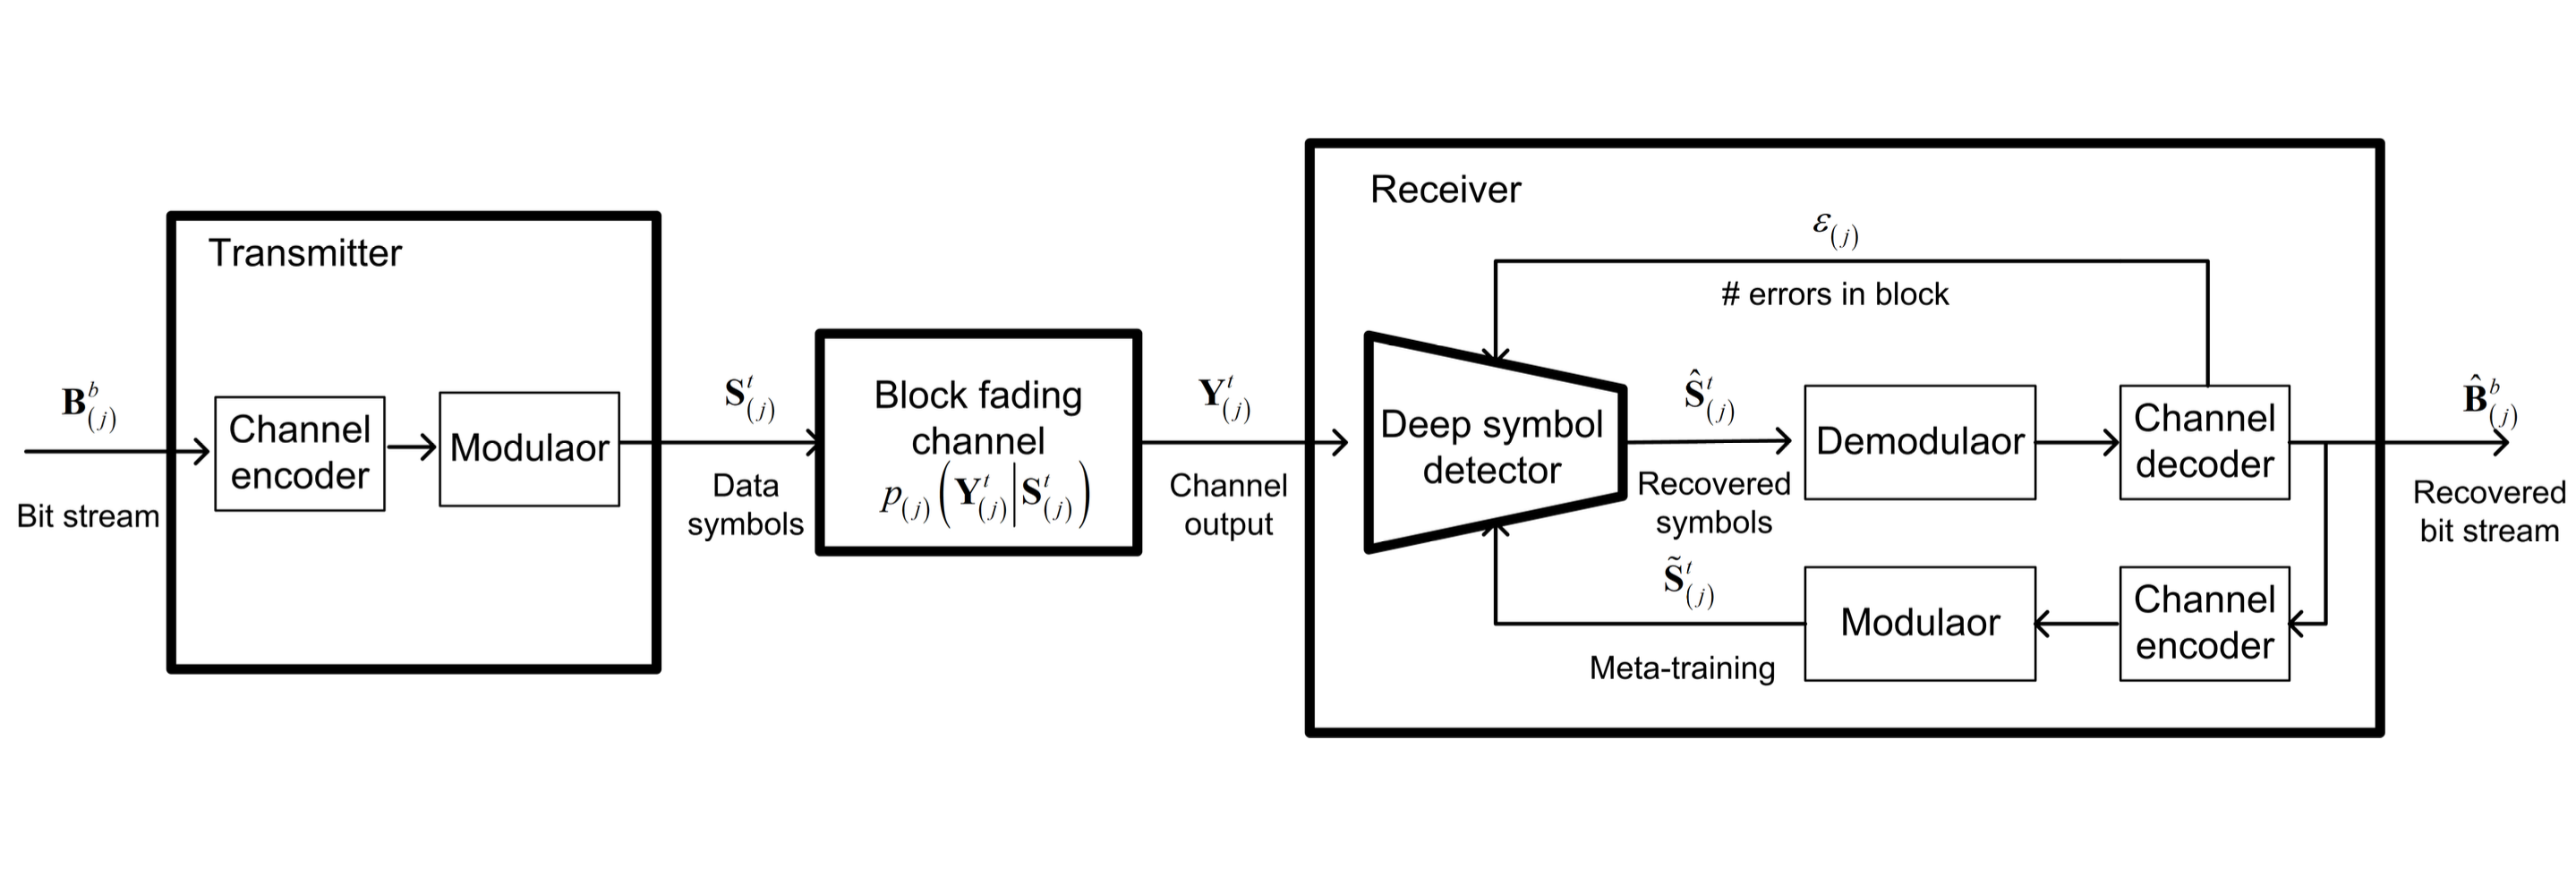 Transmitter
B^b_(j)
Bit stream
Channel
encoder
Modulaor
S^t_(j)
Data
symbols
Block fading
channel
p_(j)(Y^t_(j)|S^t_(j))
Y^t_(j)
Channel
output
Receiver
ε_(j)
# errors in block
Deep symbol
detector
Ŝ^t_(j)
Recovered
symbols
Demodulaor
Channel
decoder
S̃^t_(j)
Meta-training
Modulaor
Channel
encoder
B̂^b_(j)
Recovered
bit stream